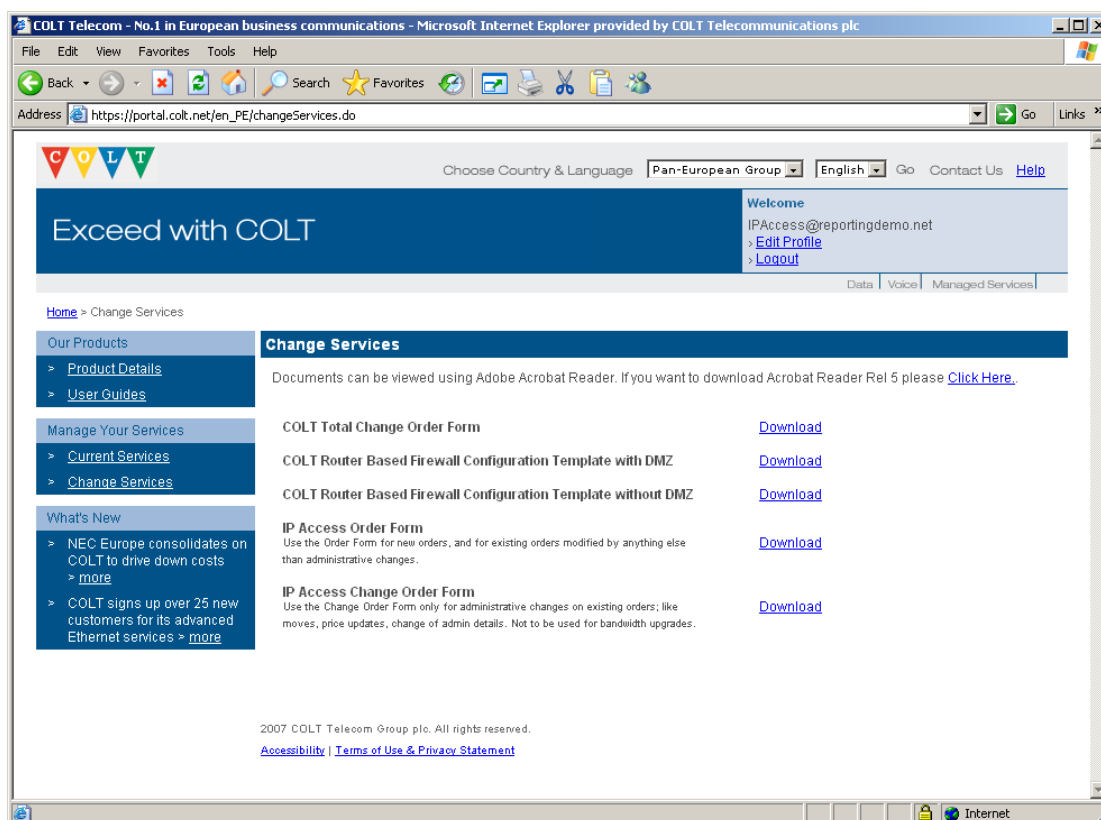 COLT Telecom - No.1 in European business communications - Microsoft Internet Explorer provided by COLT Telecommunications plc
File Edit View Favorites Tools Help
Back Search Favorites
Address https://portal.colt.net/en_PE/changeServices.do Go Links »
C O L T
Choose Country & Language Pan-European Group English Go Contact Us Help
Exceed with COLT
Welcome
IPAccess@reportingdemo.net
› Edit Profile
› Logout
Data | Voice | Managed Services
Home > Change Services
Our Products
> Product Details
> User Guides
Manage Your Services
> Current Services
> Change Services
What's New
> NEC Europe consolidates on
COLT to drive down costs
> more
> COLT signs up over 25 new
customers for its advanced
Ethernet services > more
Change Services
Documents can be viewed using Adobe Acrobat Reader. If you want to download Acrobat Reader Rel 5 please Click Here..
COLT Total Change Order Form Download
COLT Router Based Firewall Configuration Template with DMZ Download
COLT Router Based Firewall Configuration Template without DMZ Download
IP Access Order Form
Use the Order Form for new orders, and for existing orders modified by anything else
than administrative changes.
Download
IP Access Change Order Form
Use the Change Order Form only for administrative changes on existing orders; like
moves, price updates, change of admin details. Not to be used for bandwidth upgrades.
Download
2007 COLT Telecom Group plc. All rights reserved.
Accessibility | Terms of Use & Privacy Statement
Internet